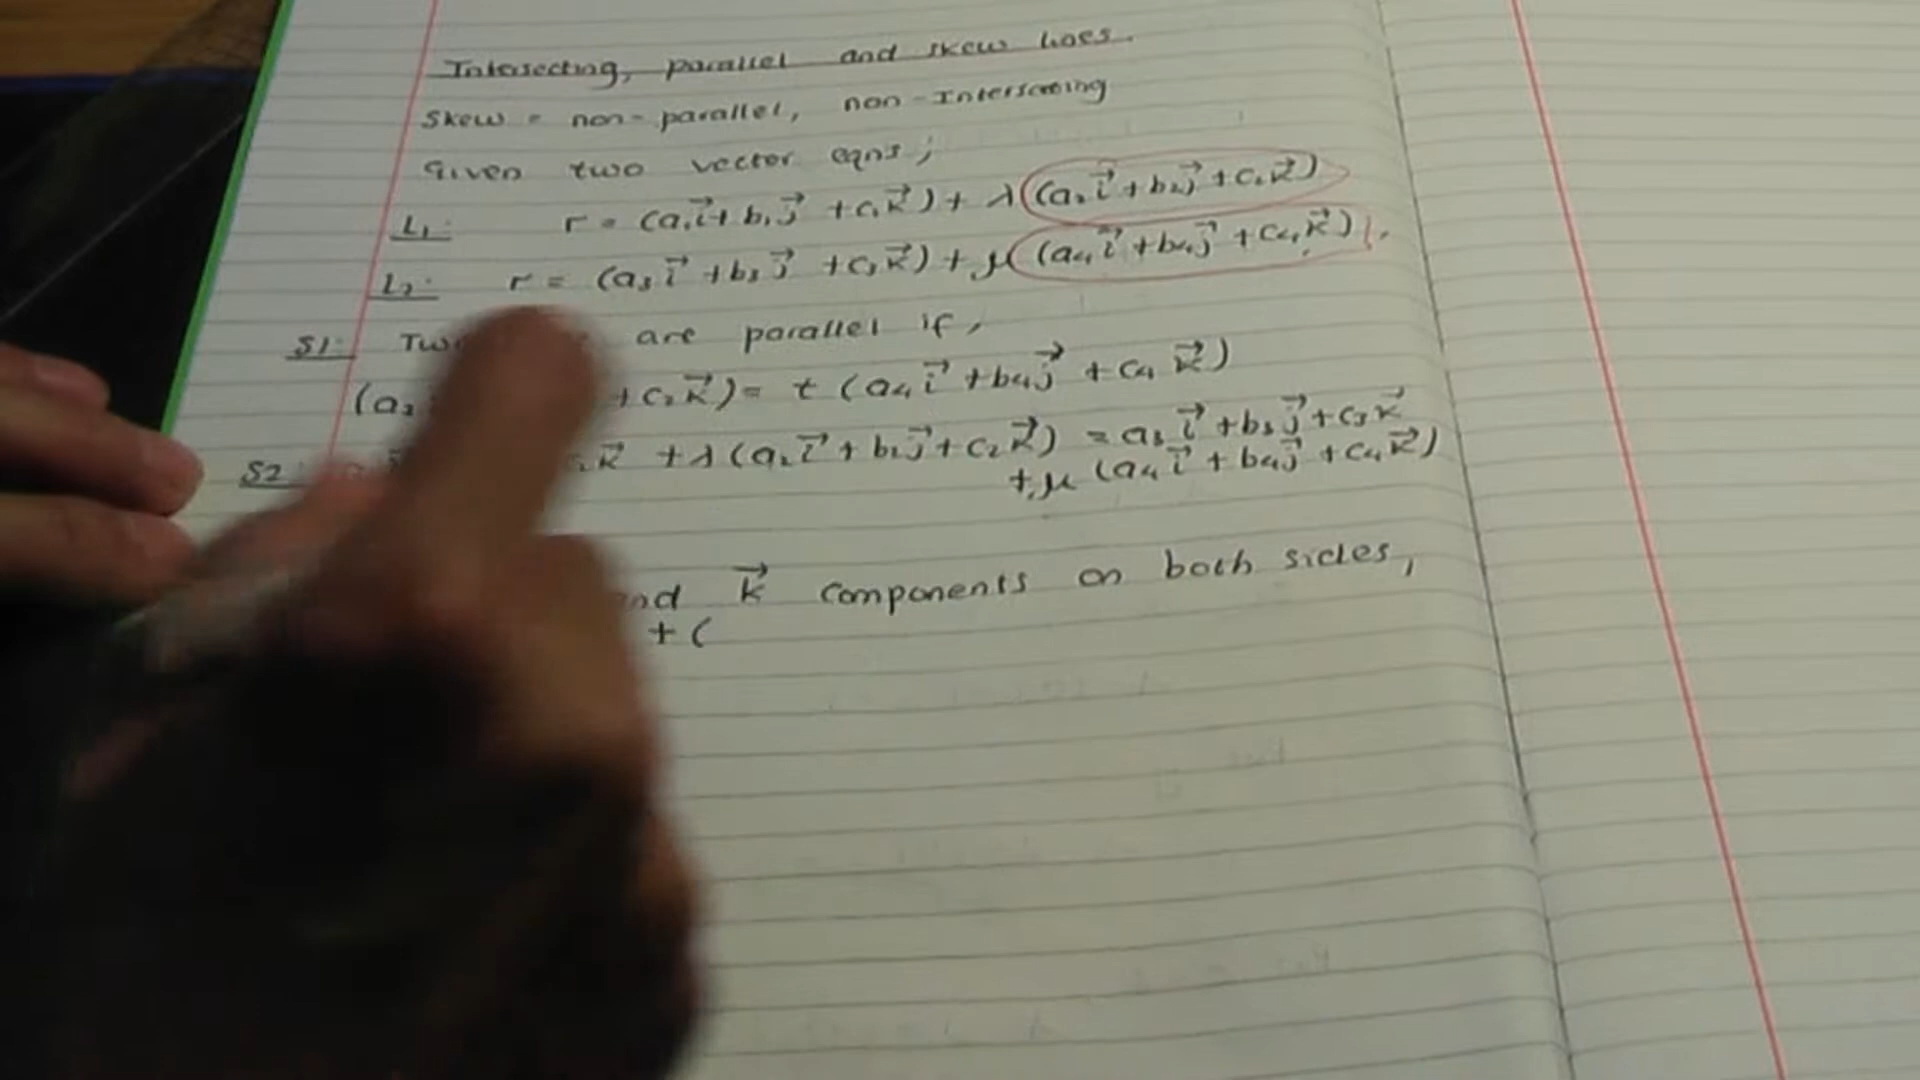 Intersecting, parallel and skew lines.
Skew = non-parallel, non-Intersecting
Given two vector eqns;
L₁: r = (a₁i⃗ + b₁j⃗ + c₁k⃗) + λ (a₂i⃗ + b₂j⃗ + c₂k⃗)
L₂: r = (a₃i⃗ + b₃j⃗ + c₃k⃗) + μ (a₄i⃗ + b₄j⃗ + c₄k⃗).
S1: are parallel if,
(a₂ + c₂k⃗) = t (a₄i⃗ + b₄j⃗ + c₄k⃗)
S2: k⃗ + λ (a₂i⃗ + b₂j⃗ + c₂k⃗) = a₃i⃗ + b₃j⃗ + c₃k⃗
+ μ (a₄i⃗ + b₄j⃗ + c₄k⃗)
k⃗ components on both sides,
+ (